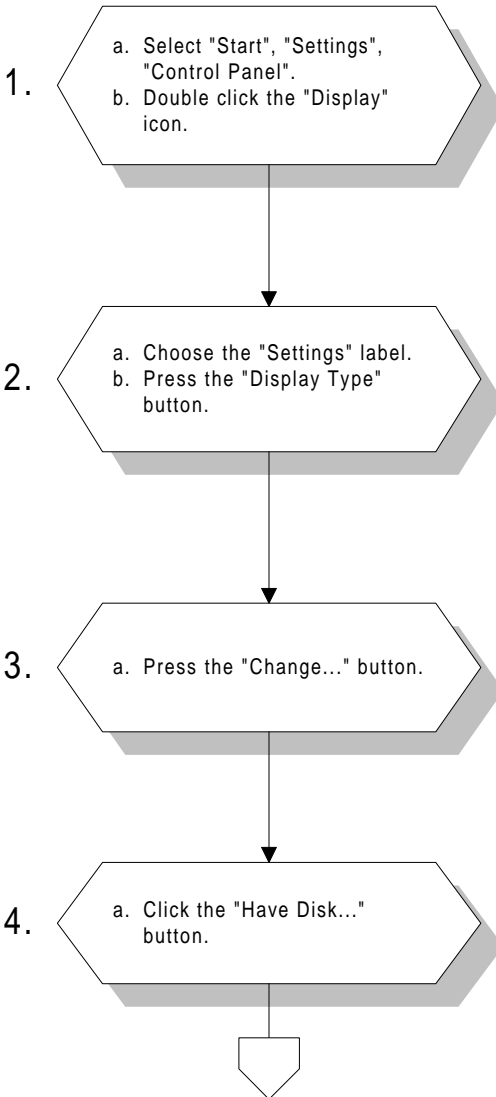 1.
a. Select "Start", "Settings",
"Control Panel".
b. Double click the "Display"
icon.
2.
a. Choose the "Settings" label.
b. Press the "Display Type"
button.
3.
a. Press the "Change..." button.
4.
a. Click the "Have Disk..."
button.